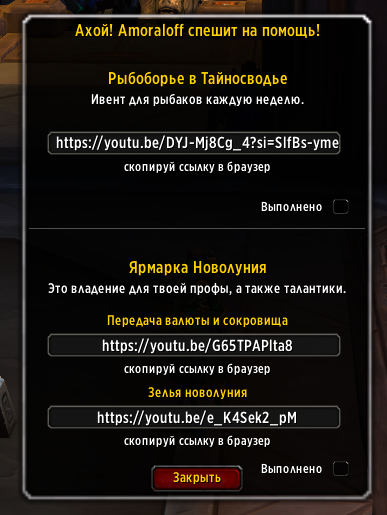 Ахой! Amoraloff спешит на помощь!
Рыбоборье в Тайносводье
Ивент для рыбаков каждую неделю.
https://youtu.be/DYJ-Mj8Cg_4?si=SlfBs-yme
скопируй ссылку в браузер
Выполнено
Ярмарка Новолуния
Это владение для твоей профы, а также талантики.
Передача валюты и сокровища
https://youtu.be/G65TPAPlta8
скопируй ссылку в браузер
Зелья новолуния
https://youtu.be/e_K4Sek2_pM
скопируй ссылку в браузер
Выполнено
Закрыть